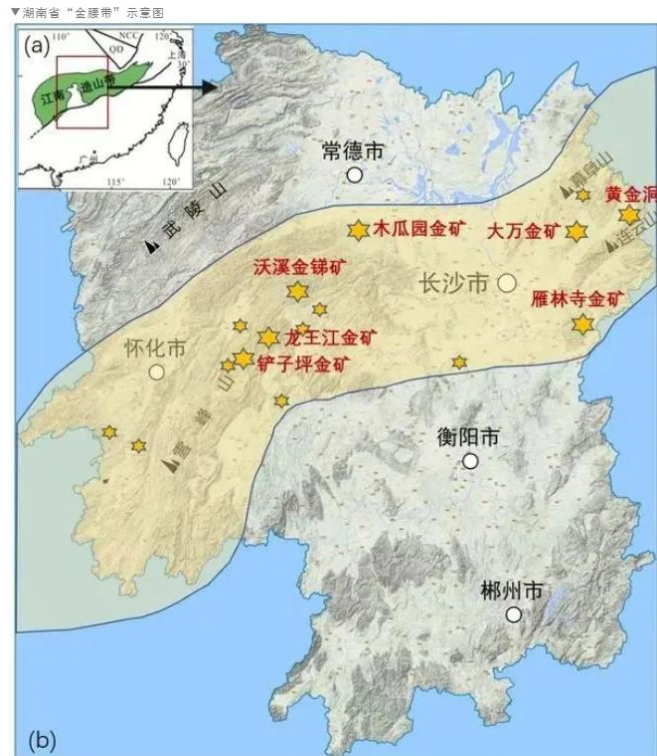 ▼湖南省“金腰带”示意图
(a)
110°
NCC
120°
QD
上海
30°
江南
造山带
广州
115°
120°
常德市
武陵山
幕阜山
黄金洞
木瓜园金矿
大万金矿
连云山
沃溪金锑矿
长沙市
雁林寺金矿
怀化市
龙王江金矿
铲子坪金矿
雪峰山
衡阳市
郴州市
(b)